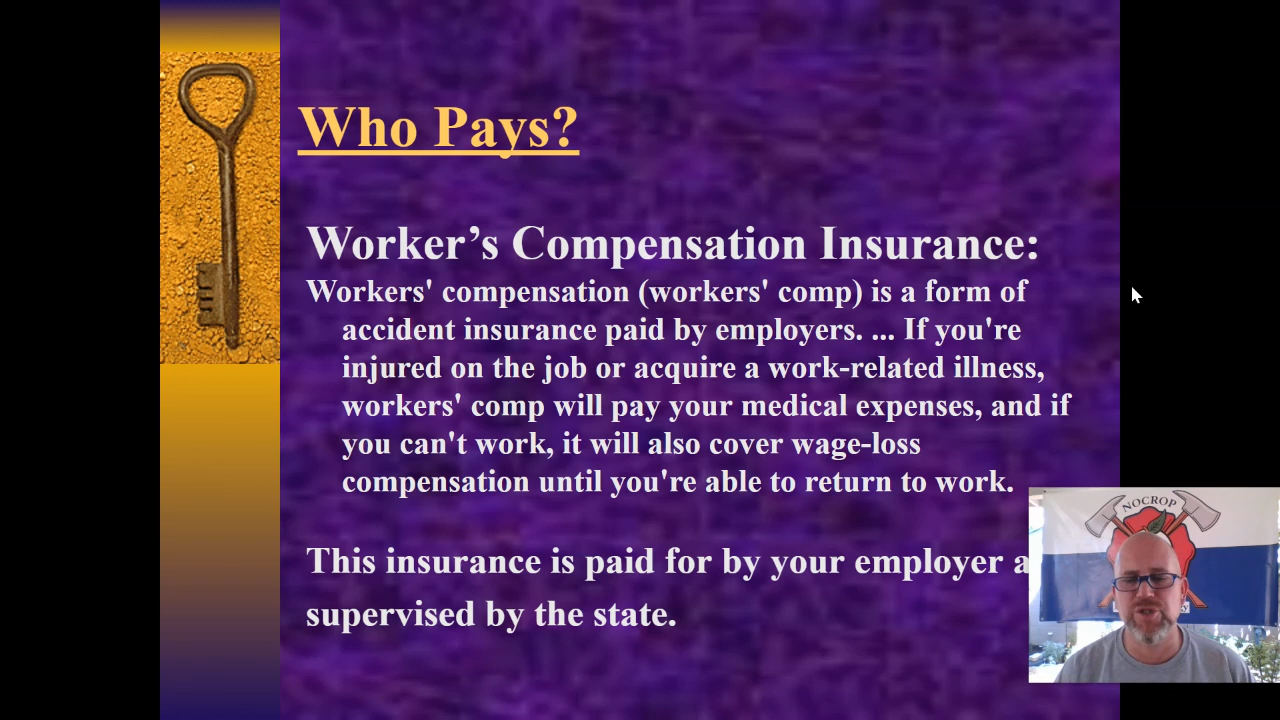 Who Pays?
Worker’s Compensation Insurance:
Workers' compensation (workers' comp) is a form of
accident insurance paid by employers. ... If you're
injured on the job or acquire a work-related illness,
workers' comp will pay your medical expenses, and if
you can't work, it will also cover wage-loss
compensation until you're able to return to work.
This insurance is paid for by your employer a
supervised by the state.
NOCROP